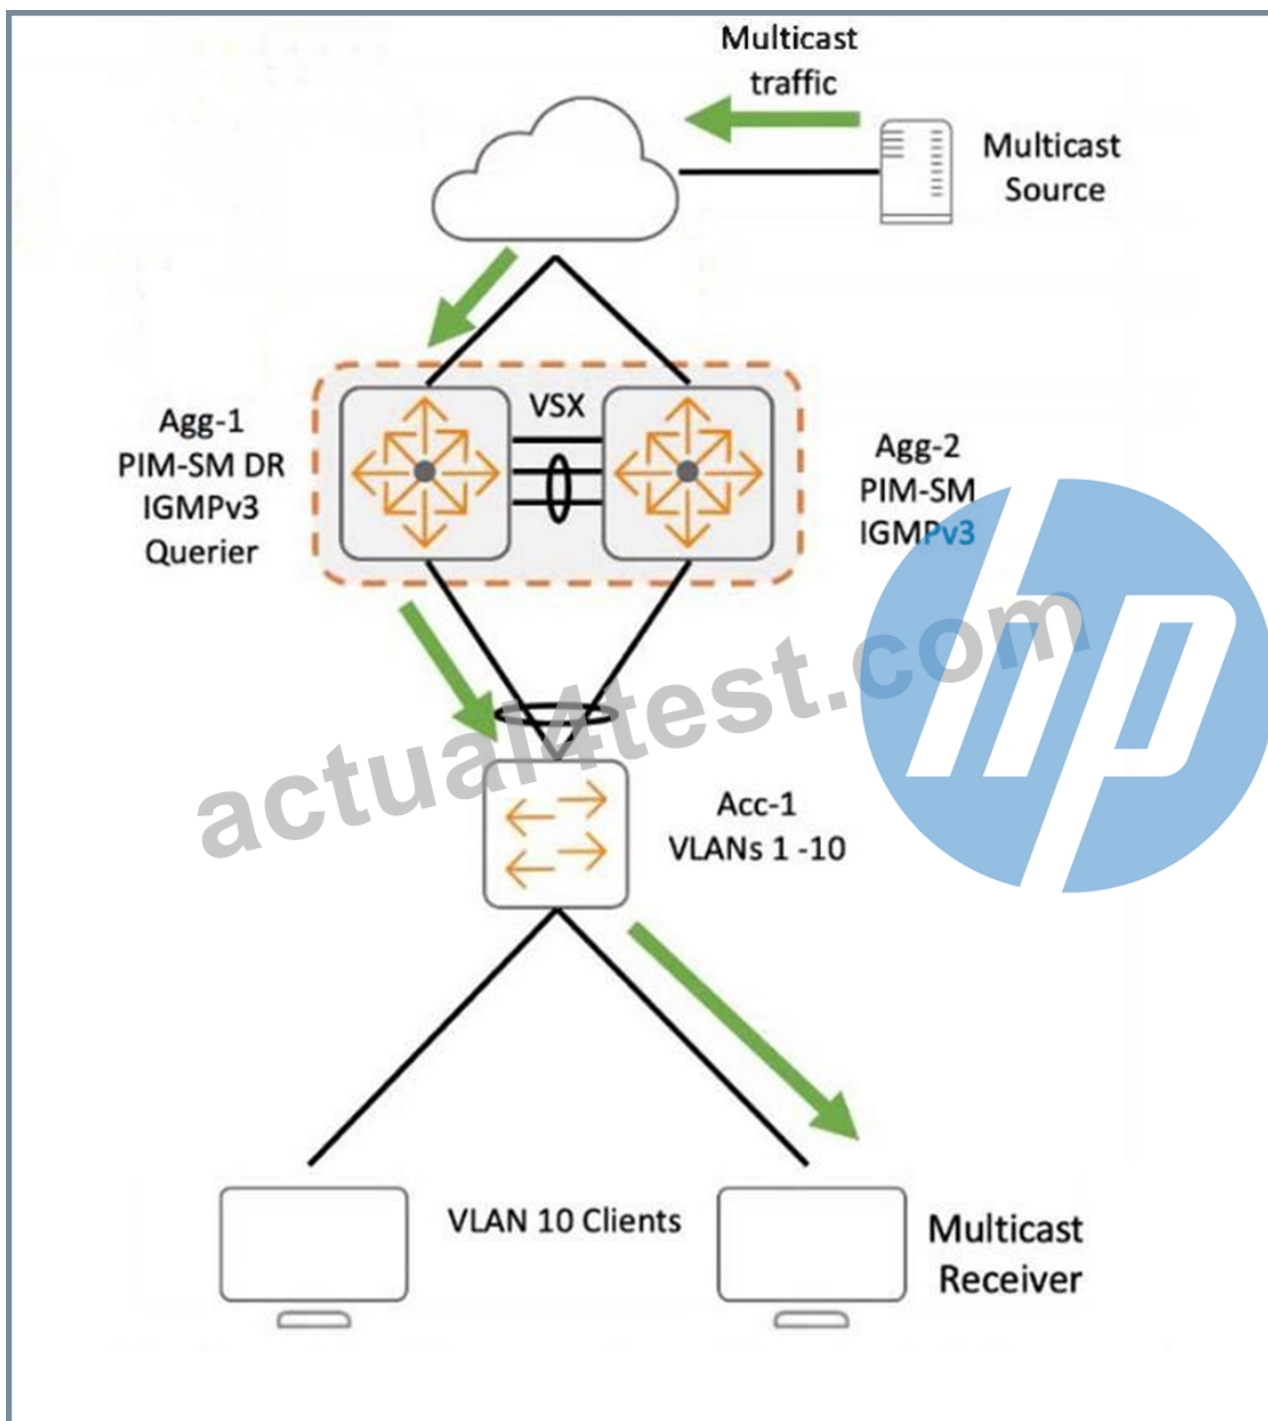 Multicast
traffic
Multicast
Source
VSX
Agg-1
PIM-SM DR
IGMPv3
Querier
Agg-2
PIM-SM
IGMPv3
hp
actual4test.com
Acc-1
VLANs 1 -10
VLAN 10 Clients
Multicast
Receiver